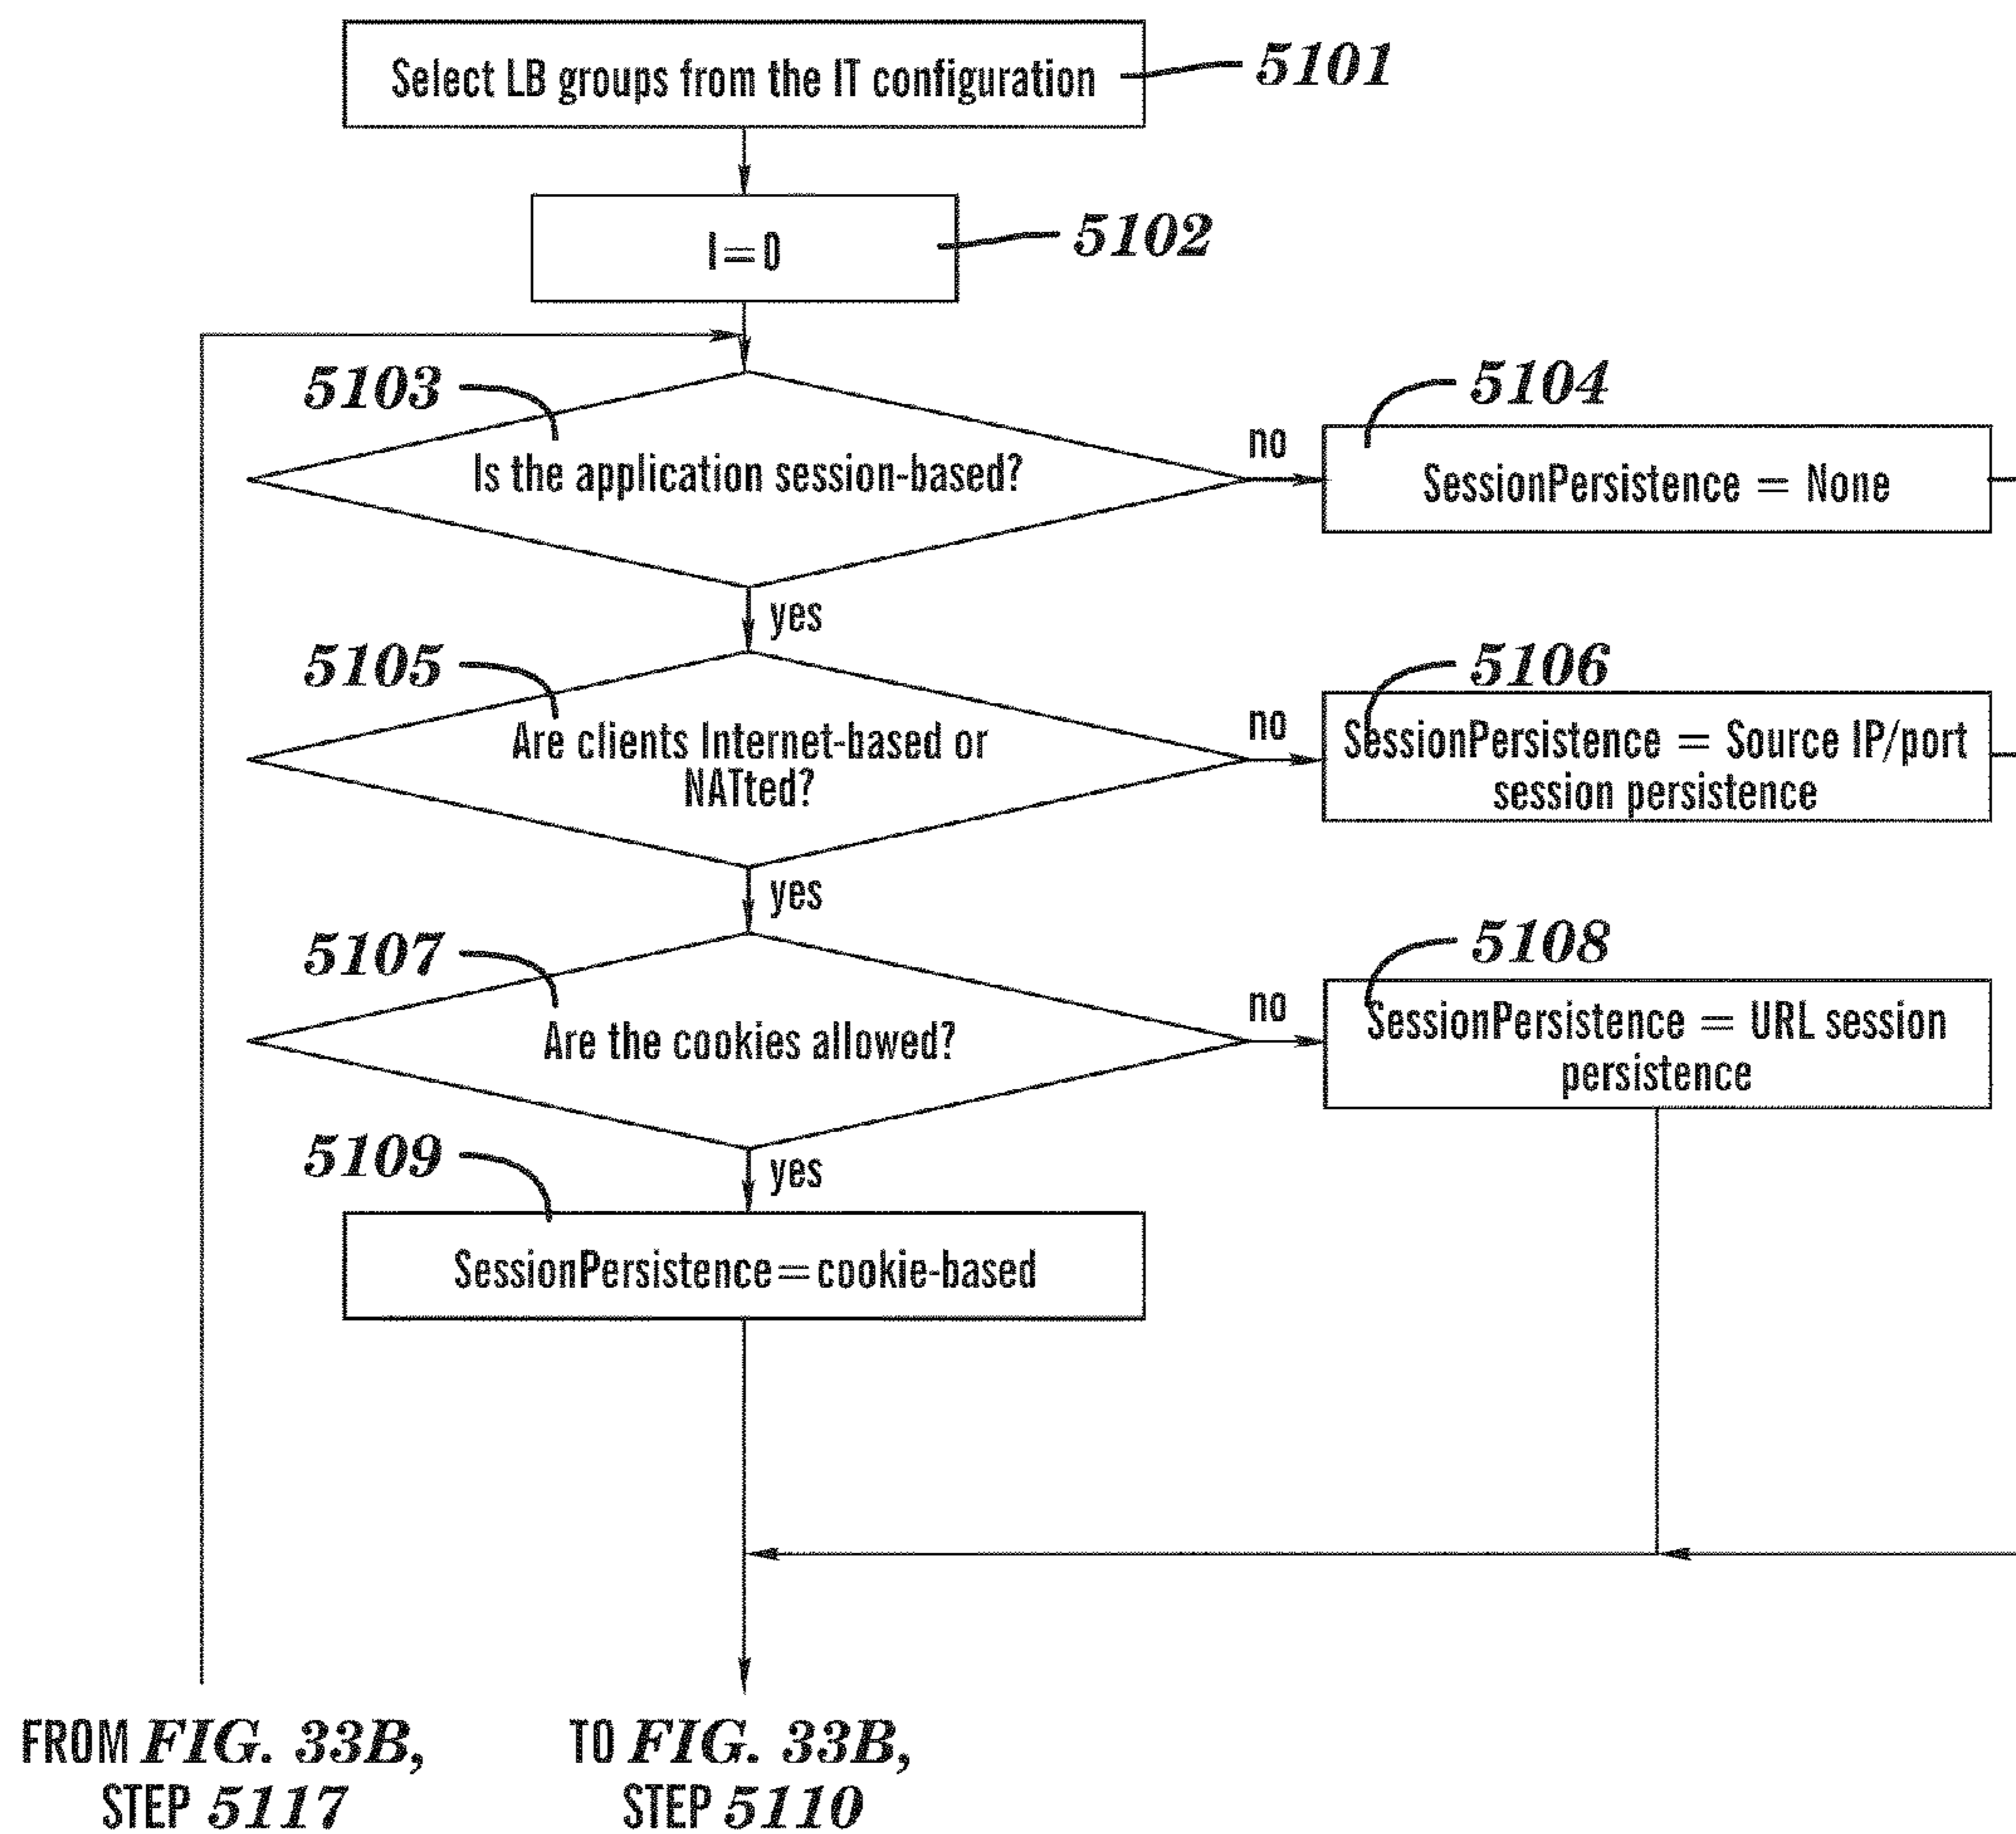 Select LB groups from the IT configuration
5101
I=0
5102
5103
Is the application session-based?
no
5104
SessionPersistence = None
yes
5105
Are clients Internet-based or
NATted?
no
5106
SessionPersistence = Source IP/port
session persistence
yes
5107
Are the cookies allowed?
no
5108
SessionPersistence = URL session
persistence
yes
5109
SessionPersistence=cookie-based
FROM FIG. 33B,
STEP 5117
TO FIG. 33B,
STEP 5110